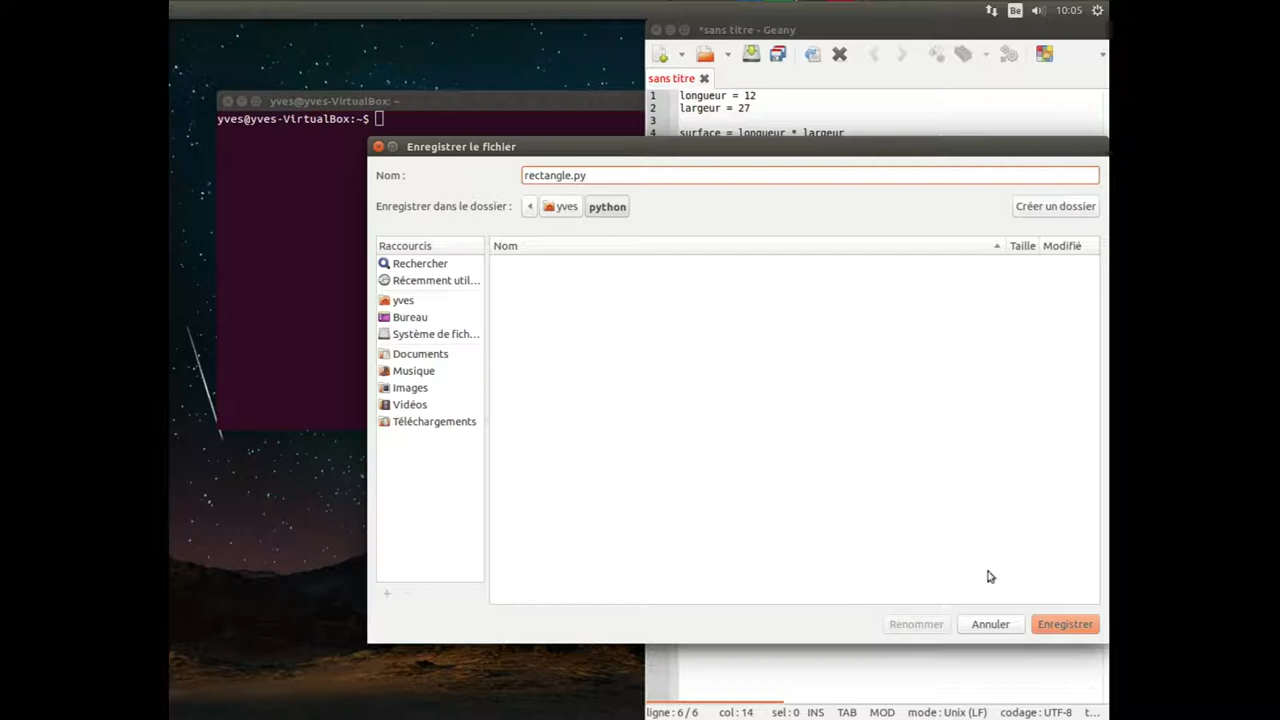 Be 10:05
*sans titre - Geany
sans titre
yves@yves-VirtualBox: ~
yves@yves-VirtualBox:~$
1 longueur = 12
2 largeur = 27
3
4 surface = longueur * largeur
Enregistrer le fichier
Nom : rectangle.py
Enregistrer dans le dossier : yves python Créer un dossier
Raccourcis Nom Taille Modifié
Rechercher
Récemment util...
yves
Bureau
Système de fich...
Documents
Musique
Images
Vidéos
Téléchargements
Renommer Annuler Enregistrer
ligne : 6 / 6 col : 14 sel : 0 INS TAB MOD mode : Unix (LF) codage : UTF-8 t...